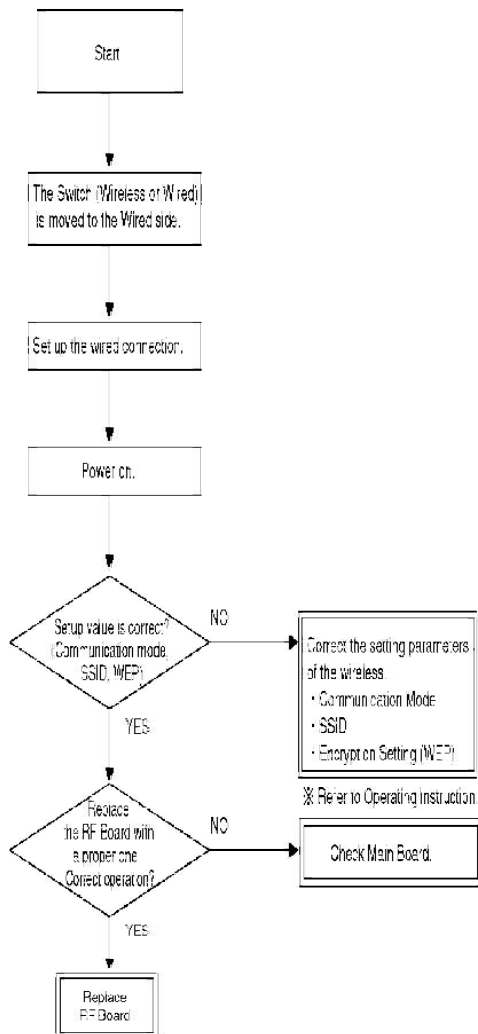 Start
The Switch (Wireless or Wired)
is moved to the Wired side.
Set up the wired connection.
Power on.
Setup value is correct?
(Communication mode,
SSID, WEP)
NO
Correct the setting parameters
of the wireless.
・Communication Mode
・SSID
・Encryption Setting (WEP)
※ Refer to Operating instruction.
YES
Replace
the RF Board with
a proper one
Correct operation?
NO
Check Main Board.
YES
Replace
RF Board